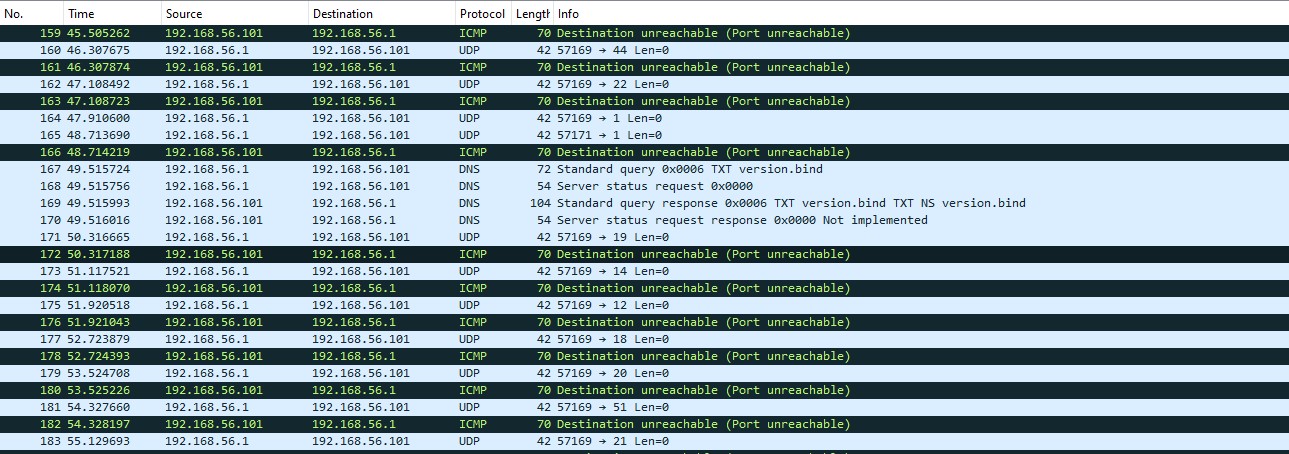 No. Time Source Destination Protocol Length Info
159 45.505262 192.168.56.101 192.168.56.1 ICMP 70 Destination unreachable (Port unreachable)
160 46.307675 192.168.56.1 192.168.56.101 UDP 42 57169 → 44 Len=0
161 46.307874 192.168.56.101 192.168.56.1 ICMP 70 Destination unreachable (Port unreachable)
162 47.108492 192.168.56.1 192.168.56.101 UDP 42 57169 → 22 Len=0
163 47.108723 192.168.56.101 192.168.56.1 ICMP 70 Destination unreachable (Port unreachable)
164 47.910600 192.168.56.1 192.168.56.101 UDP 42 57169 → 1 Len=0
165 48.713690 192.168.56.1 192.168.56.101 UDP 42 57171 → 1 Len=0
166 48.714219 192.168.56.101 192.168.56.1 ICMP 70 Destination unreachable (Port unreachable)
167 49.515724 192.168.56.1 192.168.56.101 DNS 72 Standard query 0x0006 TXT version.bind
168 49.515756 192.168.56.1 192.168.56.101 DNS 54 Server status request 0x0000
169 49.515993 192.168.56.101 192.168.56.1 DNS 104 Standard query response 0x0006 TXT version.bind TXT NS version.bind
170 49.516016 192.168.56.101 192.168.56.1 DNS 54 Server status request response 0x0000 Not implemented
171 50.316665 192.168.56.1 192.168.56.101 UDP 42 57169 → 19 Len=0
172 50.317188 192.168.56.101 192.168.56.1 ICMP 70 Destination unreachable (Port unreachable)
173 51.117521 192.168.56.1 192.168.56.101 UDP 42 57169 → 14 Len=0
174 51.118070 192.168.56.101 192.168.56.1 ICMP 70 Destination unreachable (Port unreachable)
175 51.920518 192.168.56.1 192.168.56.101 UDP 42 57169 → 12 Len=0
176 51.921043 192.168.56.101 192.168.56.1 ICMP 70 Destination unreachable (Port unreachable)
177 52.723879 192.168.56.1 192.168.56.101 UDP 42 57169 → 18 Len=0
178 52.724393 192.168.56.101 192.168.56.1 ICMP 70 Destination unreachable (Port unreachable)
179 53.524708 192.168.56.1 192.168.56.101 UDP 42 57169 → 20 Len=0
180 53.525226 192.168.56.101 192.168.56.1 ICMP 70 Destination unreachable (Port unreachable)
181 54.327660 192.168.56.1 192.168.56.101 UDP 42 57169 → 51 Len=0
182 54.328197 192.168.56.101 192.168.56.1 ICMP 70 Destination unreachable (Port unreachable)
183 55.129693 192.168.56.1 192.168.56.101 UDP 42 57169 → 21 Len=0